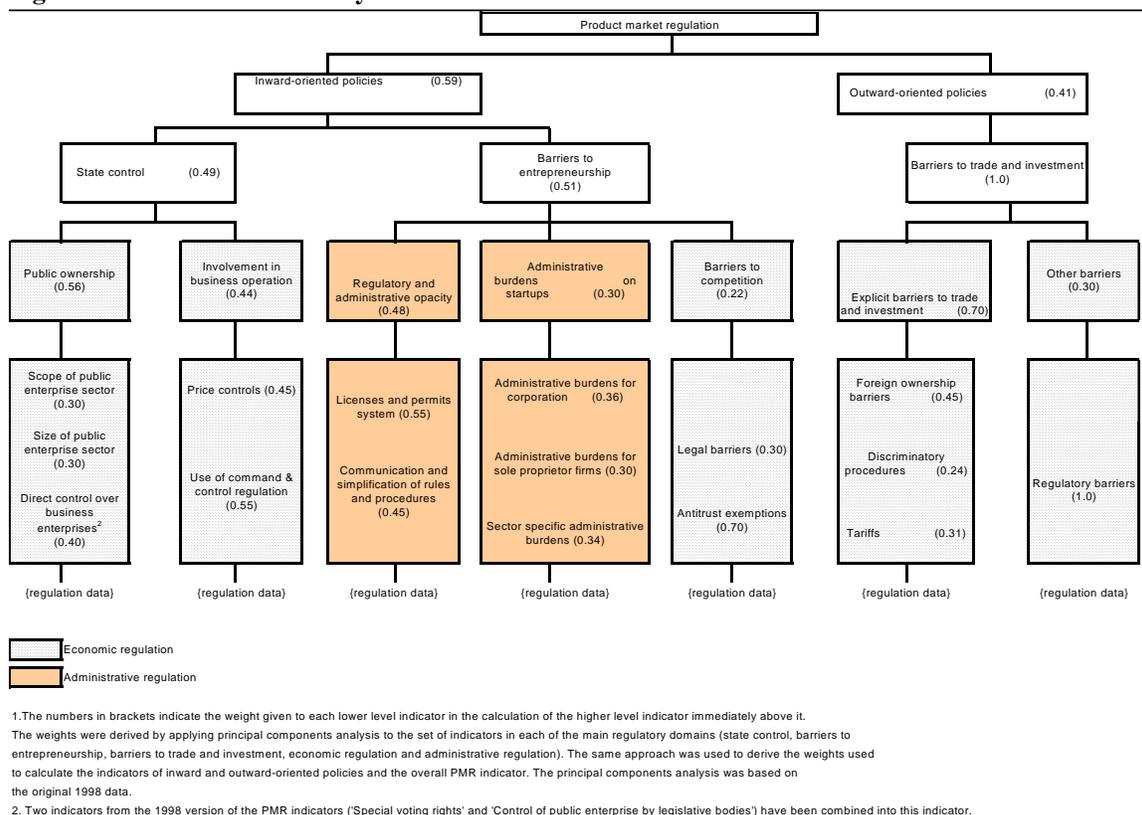 Product market regulation
Inward-oriented policies (0.59)
Outward-oriented policies (0.41)
State control (0.49)
Barriers to
entrepreneurship
(0.51)
Barriers to trade and investment
(1.0)
Public ownership
(0.56)
Involvement in
business operation
(0.44)
Regulatory and
administrative opacity
(0.48)
Administrative
burdens on
startups (0.30)
Barriers to
competition
(0.22)
Explicit barriers to trade
and investment (0.70)
Other barriers
(0.30)
Scope of public
enterprise sector
(0.30)
Size of public
enterprise sector
(0.30)
Direct control over
business
enterprises2
(0.40)
Price controls (0.45)
Use of command &
control regulation
(0.55)
Licenses and permits
system (0.55)
Communication and
simplification of rules
and procedures
(0.45)
Administrative burdens for
corporation (0.36)
Administrative burdens for
sole proprietor firms (0.30)
Sector specific administrative
burdens (0.34)
Legal barriers (0.30)
Antitrust exemptions
(0.70)
Foreign ownership
barriers (0.45)
Discriminatory
procedures (0.24)
Tariffs (0.31)
Regulatory barriers
(1.0)
{regulation data}
{regulation data}
{regulation data}
{regulation data}
{regulation data}
{regulation data}
{regulation data}
Economic regulation
Administrative regulation
1.The numbers in brackets indicate the weight given to each lower level indicator in the calculation of the higher level indicator immediately above it.
The weights were derived by applying principal components analysis to the set of indicators in each of the main regulatory domains (state control, barriers to
entrepreneurship, barriers to trade and investment, economic regulation and administrative regulation). The same approach was used to derive the weights used
to calculate the indicators of inward and outward-oriented policies and the overall PMR indicator. The principal components analysis was based on
the original 1998 data.
2. Two indicators from the 1998 version of the PMR indicators ('Special voting rights' and 'Control of public enterprise by legislative bodies') have been combined into this indicator.